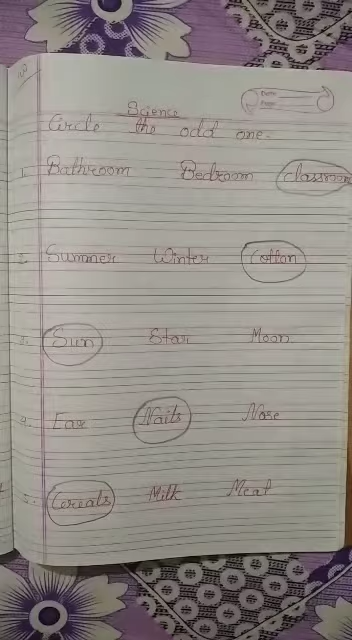 Science
Circle the odd one.
1. Bathroom Bedroom Classroom
2. Summer Winter Cotton
3. Sun Star Moon
4. Ear Nails Nose
5. Cereals Milk Meat